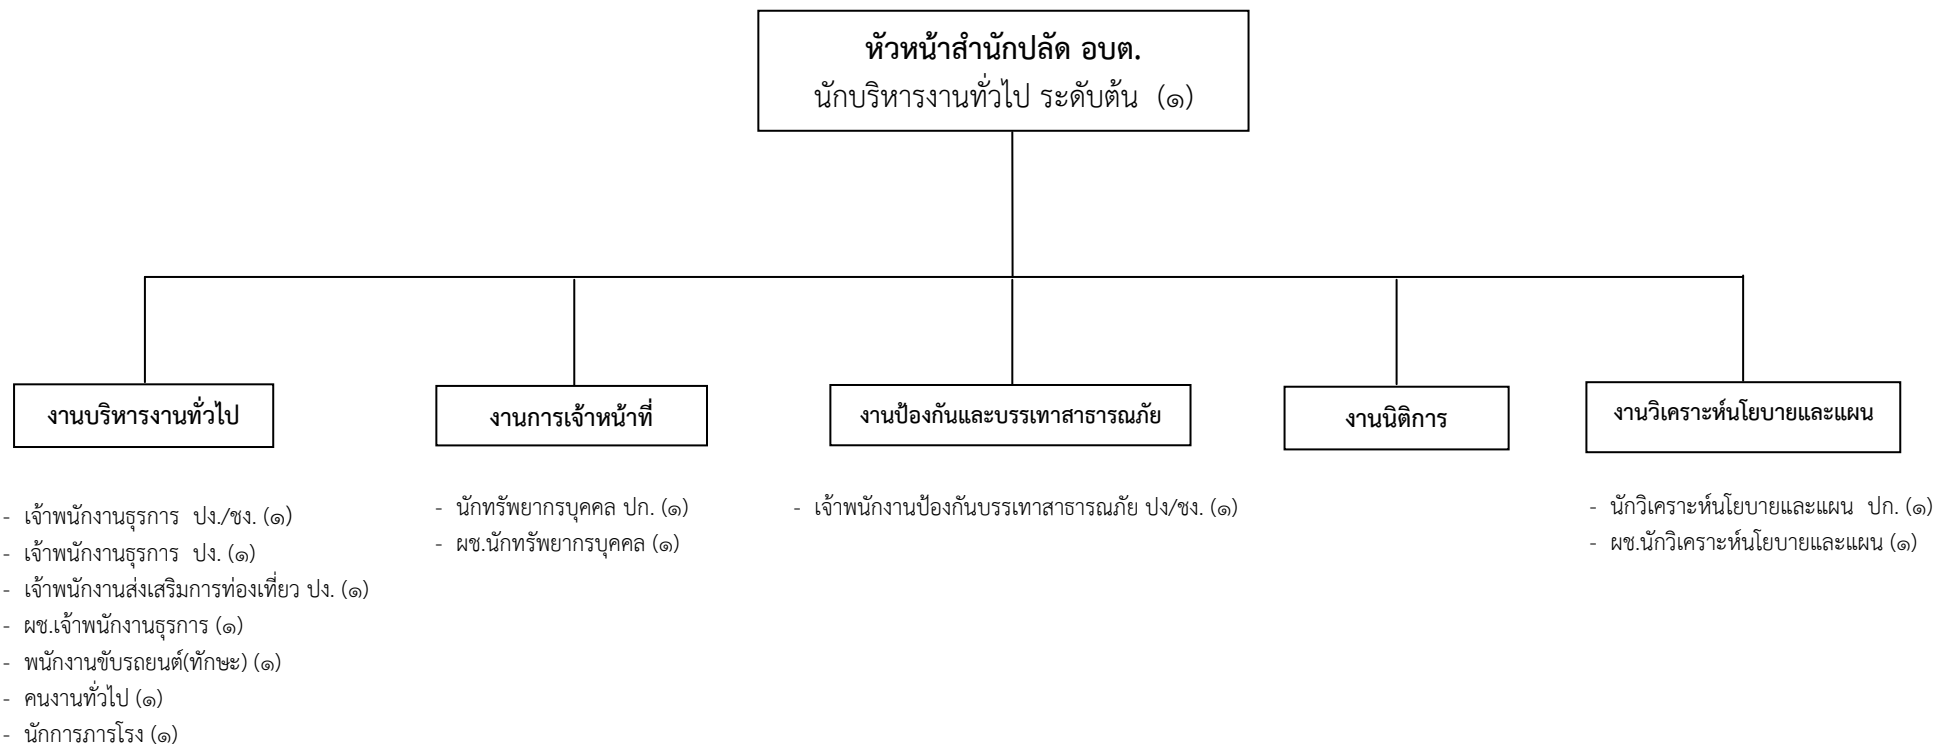 หัวหน้าสำนักปลัด อบต.
นักบริหารงานทั่วไป ระดับต้น (๑)
งานบริหารงานทั่วไป
- เจ้าพนักงานธุรการ ปง./ชง. (๑)
- เจ้าพนักงานธุรการ ปง. (๑)
- เจ้าพนักงานส่งเสริมการท่องเที่ยว ปง. (๑)
- ผช.เจ้าพนักงานธุรการ (๑)
- พนักงานขับรถยนต์(ทักษะ) (๑)
- คนงานทั่วไป (๑)
- นักการภารโรง (๑)
งานการเจ้าหน้าที่
- นักทรัพยากรบุคคล ปก. (๑)
- ผช.นักทรัพยากรบุคคล (๑)
งานป้องกันและบรรเทาสาธารณภัย
- เจ้าพนักงานป้องกันบรรเทาสาธารณภัย ปง/ชง. (๑)
งานนิติการ
งานวิเคราะห์นโยบายและแผน
- นักวิเคราะห์นโยบายและแผน ปก. (๑)
- ผช.นักวิเคราะห์นโยบายและแผน (๑)